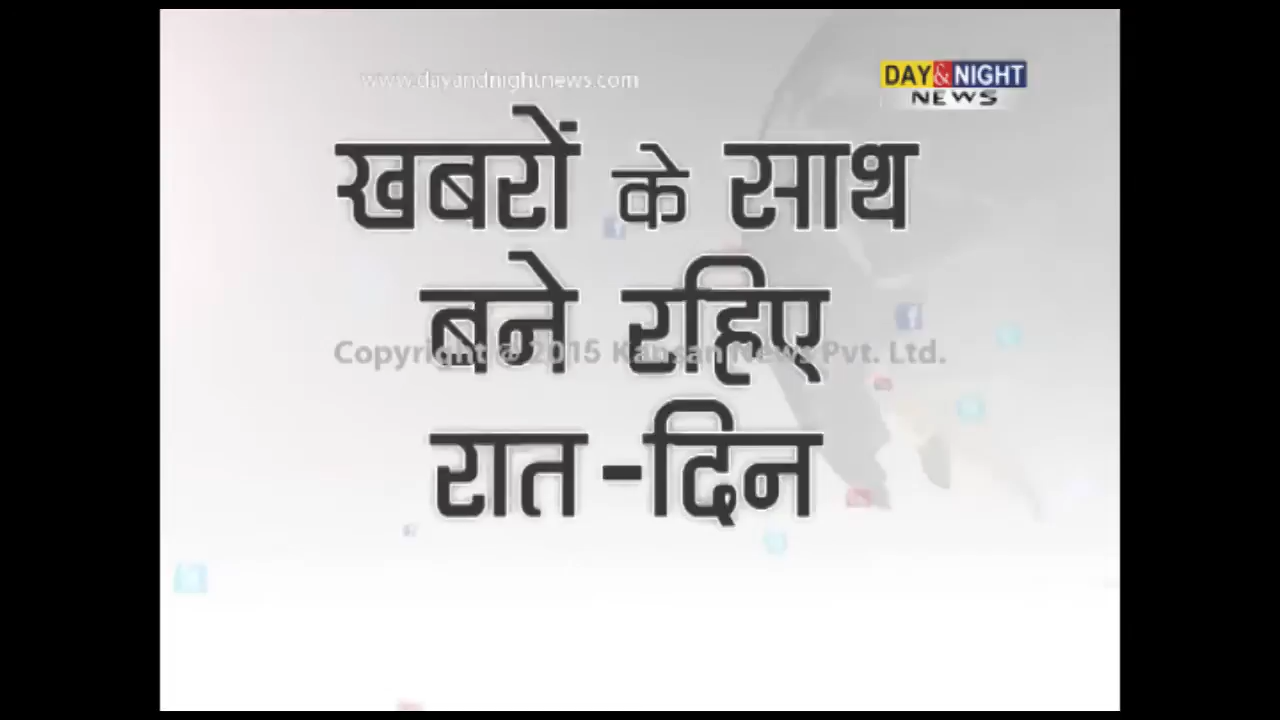 www.dayandnightnews.com
DAY & NIGHT
NEWS
खबरों के साथ
बने रहिए
Copyright @ 2015 Kansan News Pvt. Ltd.
रात-दिन